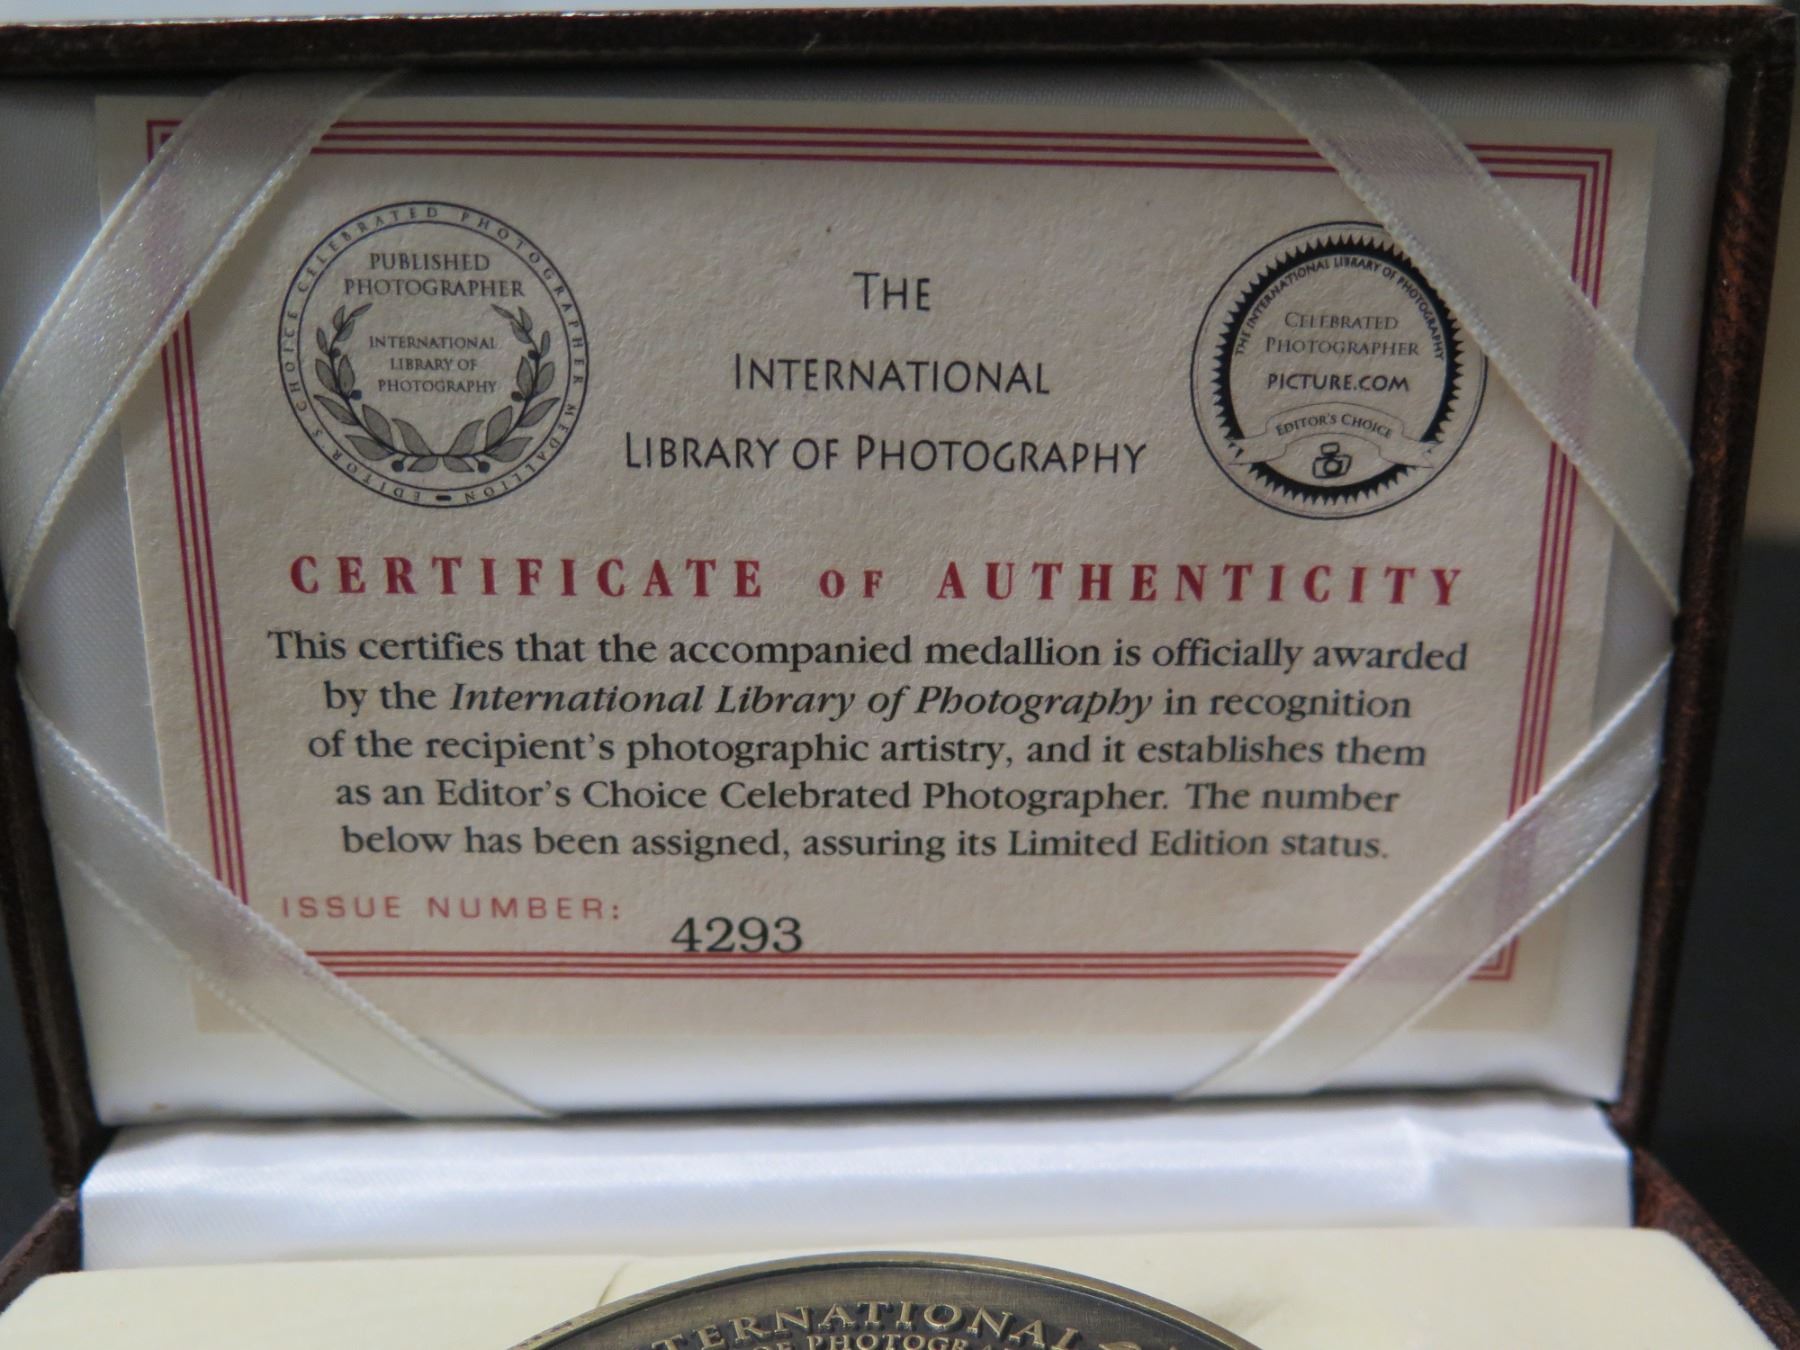 EDITOR'S CHOICE CELEBRATED PHOTOGRAPHER MEDALLION
PUBLISHED
PHOTOGRAPHER
INTERNATIONAL
LIBRARY OF
PHOTOGRAPHY
THE
INTERNATIONAL
LIBRARY OF PHOTOGRAPHY
THE INTERNATIONAL LIBRARY OF PHOTOGRAPHY
CELEBRATED
PHOTOGRAPHER
PICTURE.COM
EDITOR'S CHOICE
CERTIFICATE OF AUTHENTICITY
This certifies that the accompanied medallion is officially awarded
by the International Library of Photography in recognition
of the recipient's photographic artistry, and it establishes them
as an Editor's Choice Celebrated Photographer. The number
below has been assigned, assuring its Limited Edition status.
ISSUE NUMBER:
4293
TERNATIONAL
OF PHOTOGRA